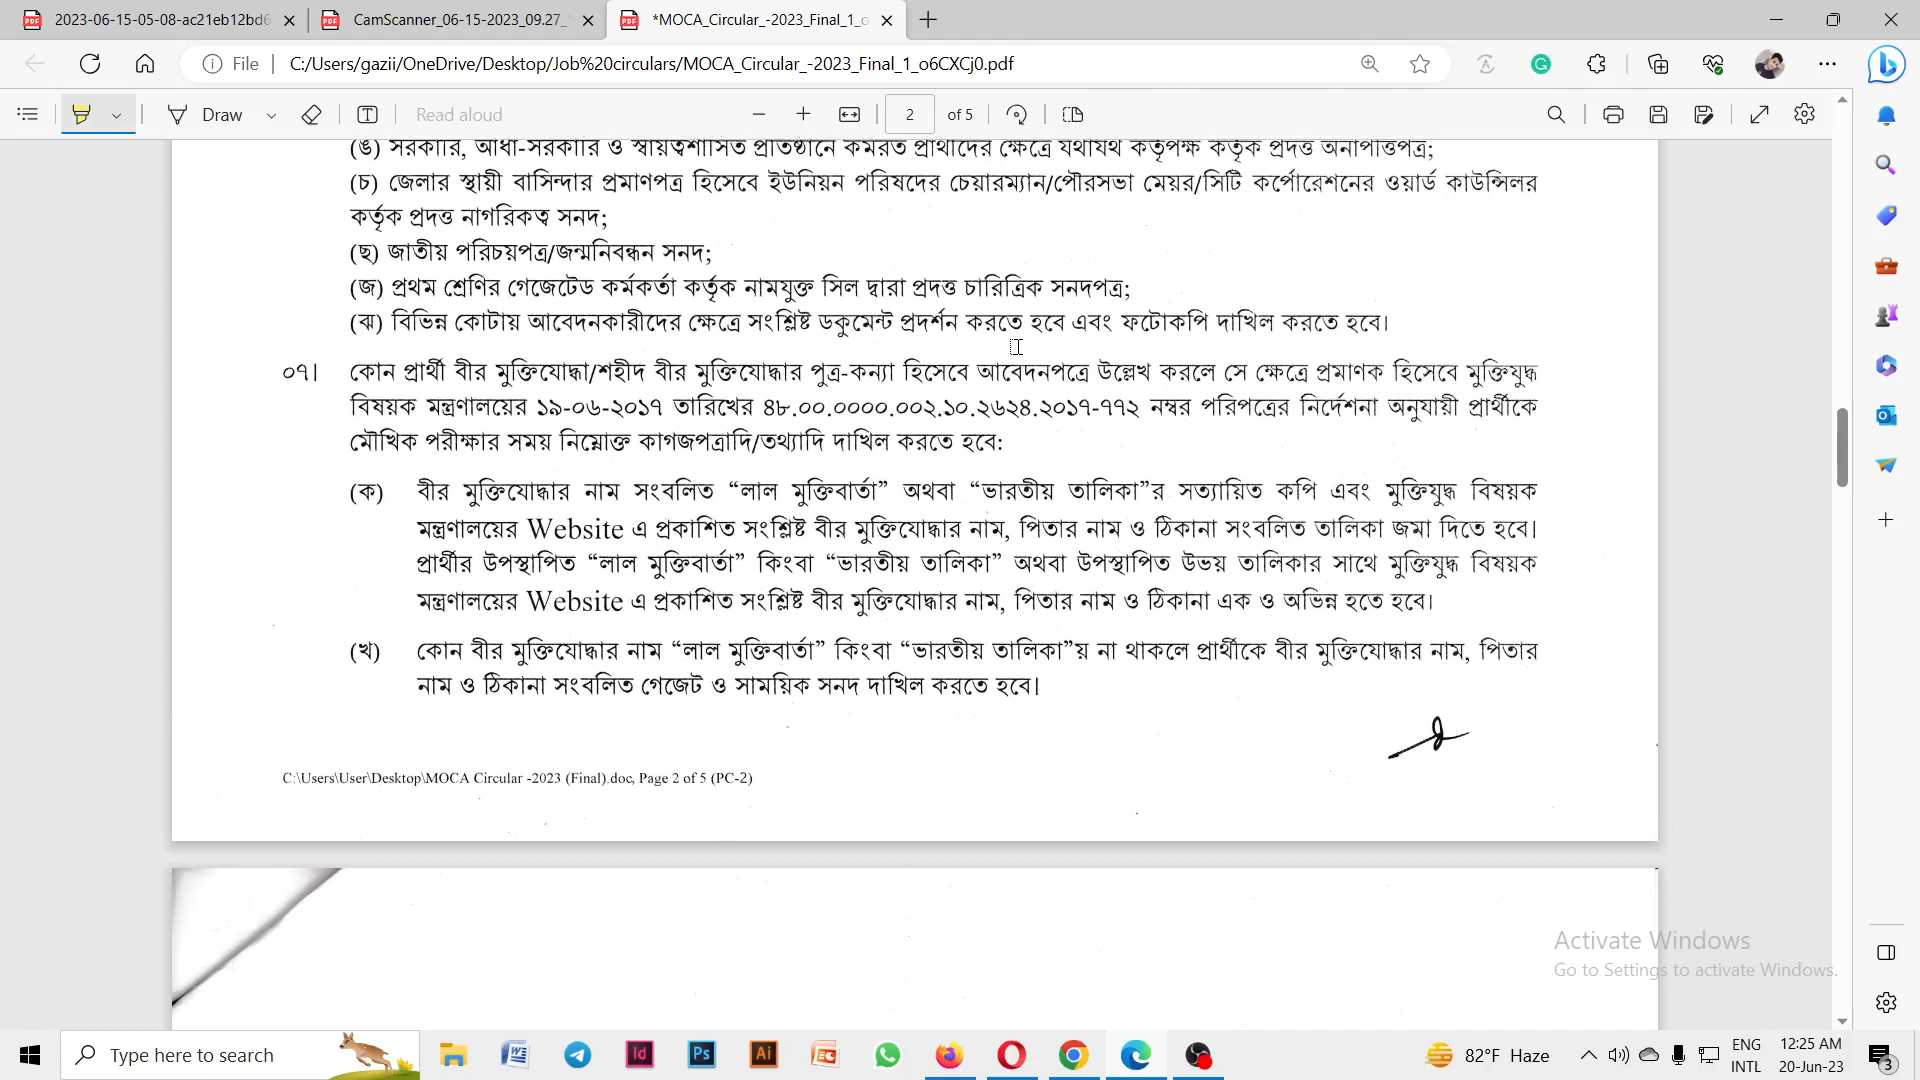 2023-06-15-05-08-ac21eb12bd6
CamScanner_06-15-2023_09.27_
*MOCA_Circular_-2023_Final_1_o
File
C:/Users/gazii/OneDrive/Desktop/Job%20circulars/MOCA_Circular_-2023_Final_1_o6CXCj0.pdf
Draw
Read aloud
2
of 5
(ঙ) সরকারি, আধা-সরকারি ও স্বায়ত্বশাসিত প্রতিষ্ঠানে কর্মরত প্রার্থীদের ক্ষেত্রে যথাযথ কর্তৃপক্ষ কর্তৃক প্রদত্ত অনাপত্তিপত্র;
(চ) জেলার স্থায়ী বাসিন্দার প্রমাণপত্র হিসেবে ইউনিয়ন পরিষদের চেয়ারম্যান/পৌরসভা মেয়র/সিটি কর্পোরেশনের ওয়ার্ড কাউন্সিলর
কর্তৃক প্রদত্ত নাগরিকত্ব সনদ;
(ছ) জাতীয় পরিচয়পত্র/জন্মনিবন্ধন সনদ;
(জ) প্রথম শ্রেণির গেজেটেড কর্মকর্তা কর্তৃক নামযুক্ত সিল দ্বারা প্রদত্ত চারিত্রিক সনদপত্র;
(ঝ) বিভিন্ন কোটায় আবেদনকারীদের ক্ষেত্রে সংশ্লিষ্ট ডকুমেন্ট প্রদর্শন করতে হবে এবং ফটোকপি দাখিল করতে হবে।
০৭। কোন প্রার্থী বীর মুক্তিযোদ্ধা/শহীদ বীর মুক্তিযোদ্ধার পুত্র-কন্যা হিসেবে আবেদনপত্রে উল্লেখ করলে সে ক্ষেত্রে প্রমাণক হিসেবে মুক্তিযুদ্ধ
বিষয়ক মন্ত্রণালয়ের ১৯-০৬-২০১৭ তারিখের ৪৮.০০.০০০০.০০২.১০.২৬২৪.২০১৭-৭৭২ নম্বর পরিপত্রের নির্দেশনা অনুযায়ী প্রার্থীকে
মৌখিক পরীক্ষার সময় নিম্নোক্ত কাগজপত্রাদি/তথ্যাদি দাখিল করতে হবে:
(ক) বীর মুক্তিযোদ্ধার নাম সংবলিত “লাল মুক্তিবার্তা” অথবা “ভারতীয় তালিকা”র সত্যায়িত কপি এবং মুক্তিযুদ্ধ বিষয়ক
মন্ত্রণালয়ের Website এ প্রকাশিত সংশ্লিষ্ট বীর মুক্তিযোদ্ধার নাম, পিতার নাম ও ঠিকানা সংবলিত তালিকা জমা দিতে হবে।
প্রার্থীর উপস্থাপিত “লাল মুক্তিবার্তা” কিংবা “ভারতীয় তালিকা” অথবা উপস্থাপিত উভয় তালিকার সাথে মুক্তিযুদ্ধ বিষয়ক
মন্ত্রণালয়ের Website এ প্রকাশিত সংশ্লিষ্ট বীর মুক্তিযোদ্ধার নাম, পিতার নাম ও ঠিকানা এক ও অভিন্ন হতে হবে।
(খ) কোন বীর মুক্তিযোদ্ধার নাম “লাল মুক্তিবার্তা” কিংবা “ভারতীয় তালিকা”য় না থাকলে প্রার্থীকে বীর মুক্তিযোদ্ধার নাম, পিতার
নাম ও ঠিকানা সংবলিত গেজেট ও সাময়িক সনদ দাখিল করতে হবে।
C:\Users\User\Desktop\MOCA Circular -2023 (Final).doc, Page 2 of 5 (PC-2)
Activate Windows
Go to Settings to activate Windows.
Type here to search
82°F Haze
ENG
INTL
12:25 AM
20-Jun-23
3